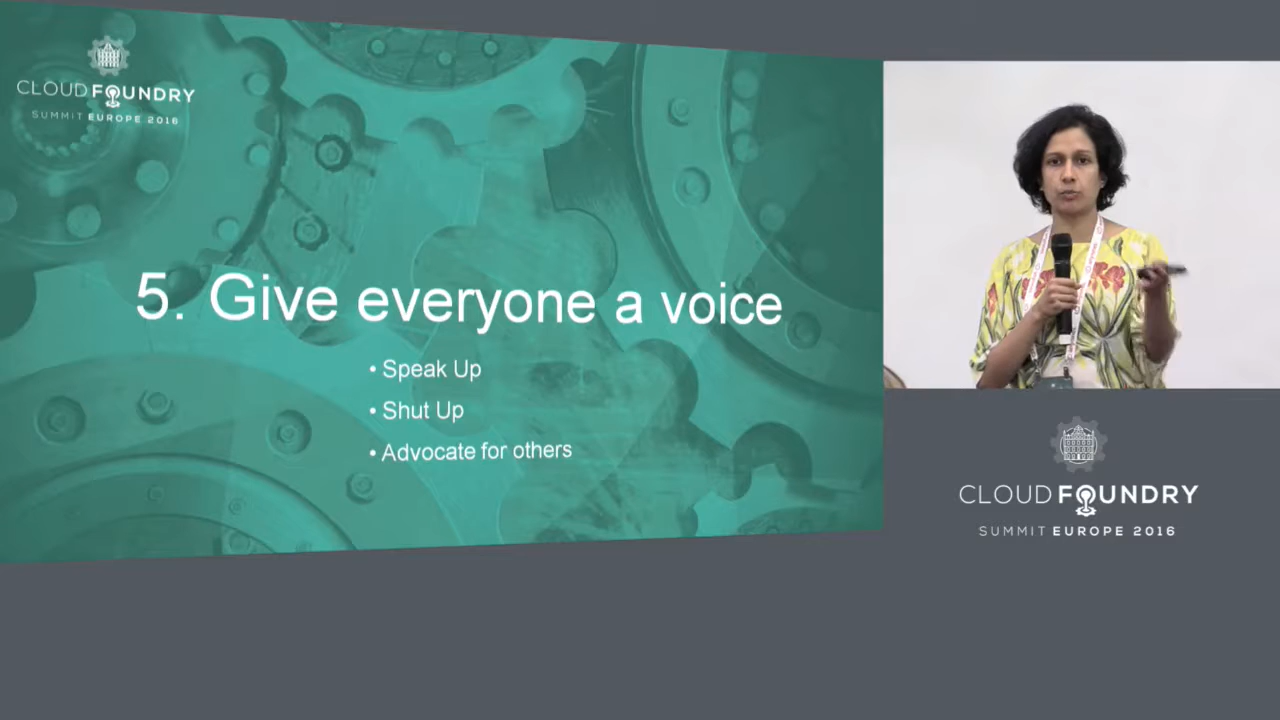 CLOUD FOUNDRY
SUMMIT EUROPE 2016
5. Give everyone a voice
• Speak Up
• Shut Up
• Advocate for others
CLOUD FOUNDRY
SUMMIT EUROPE 2016